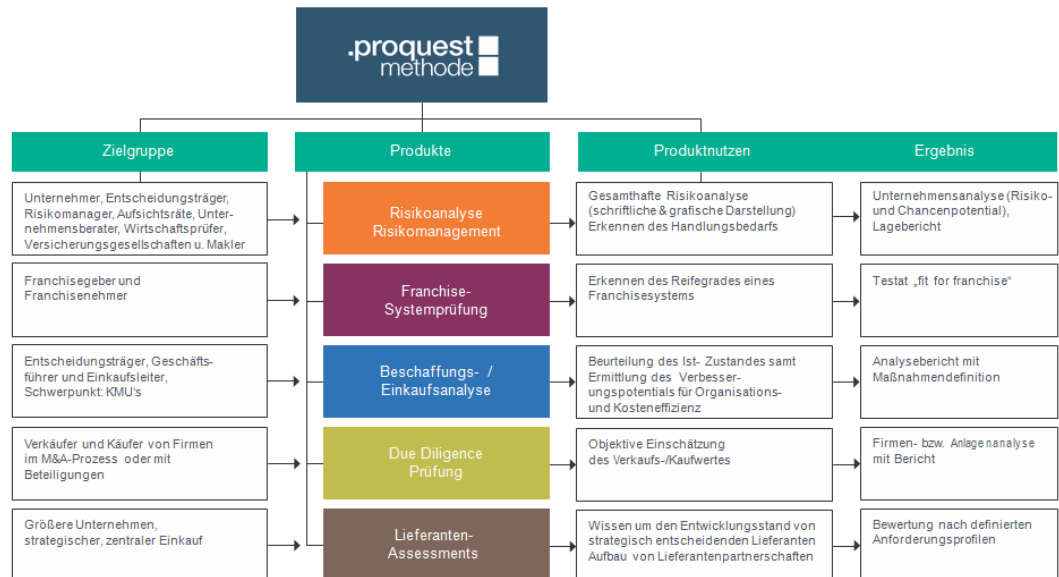 .proquest
methode
Zielgruppe
Produkte
Produktnutzen
Ergebnis
Unternehmer, Entscheidungsträger,
Risikomanager, Aufsichtsräte, Unter-
nehmensberater, Wirtschaftsprüfer,
Versicherungsgesellschaften u. Makler
Risikoanalyse
Risikomanagement
Gesamthafte Risikoanalyse
(schriftliche & grafische Darstellung)
Erkennen des Handlungsbedarfs
Unternehmensanalyse (Risiko-
und Chancenpotential),
Lagebericht
Franchisegeber und
Franchisenehmer
Franchise-
Systemprüfung
Erkennen des Reifegrades eines
Franchisesystems
Testat „fit for franchise“
Entscheidungsträger, Geschäfts-
führer und Einkaufsleiter,
Schwerpunkt: KMU's
Beschaffungs- /
Einkaufsanalyse
Beurteilung des Ist- Zustandes samt
Ermittlung des Verbesser-
ungspotentials für Organisations-
und Kosteneffizienz
Analysebericht mit
Maßnahmendefinition
Verkäufer und Käufer von Firmen
im M&A-Prozess oder mit
Beteiligungen
Due Diligence
Prüfung
Objektive Einschätzung
des Verkaufs-/Kaufwertes
Firmen- bzw. Anlagenanalyse
mit Bericht
Größere Unternehmen,
strategischer, zentraler Einkauf
Lieferanten-
Assessments
Wissen um den Entwicklungsstand von
strategisch entscheidenden Lieferanten
Aufbau von Lieferantenpartnerschaften
Bewertung nach definierten
Anforderungsprofilen